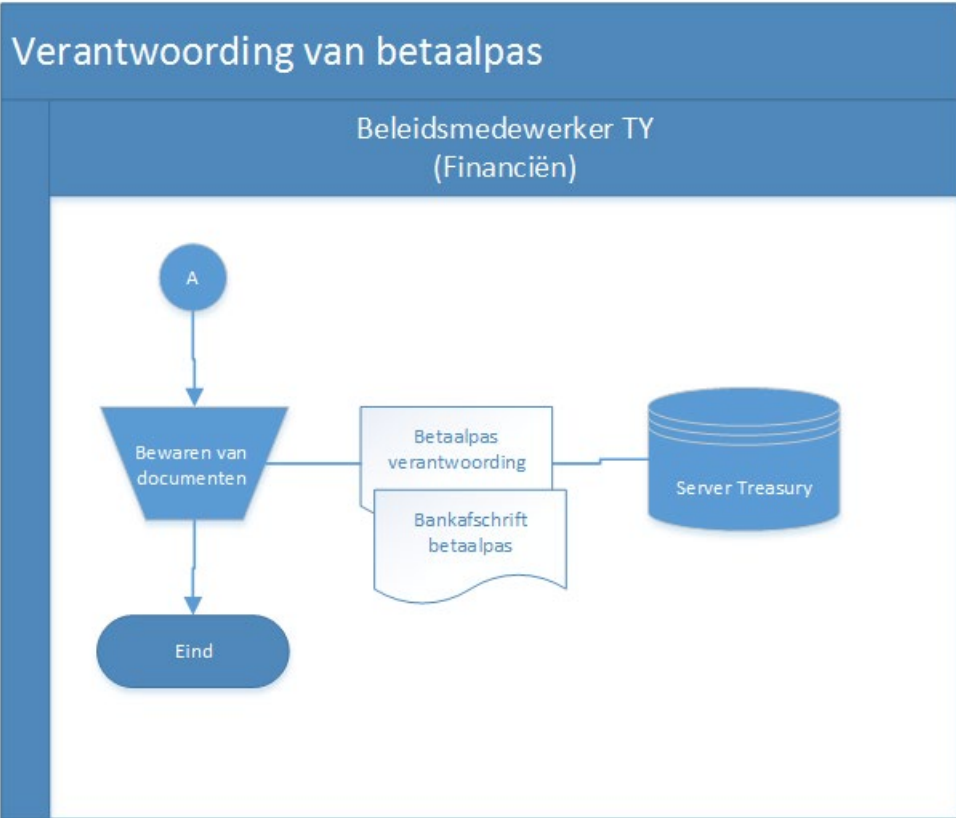 Verantwoording van betaalpas
Beleidsmedewerker TY
(Financiën)
A
Bewaren van
documenten
Betaalpas
verantwoording
Bankafschrift
betaalpas
Server Treasury
Eind